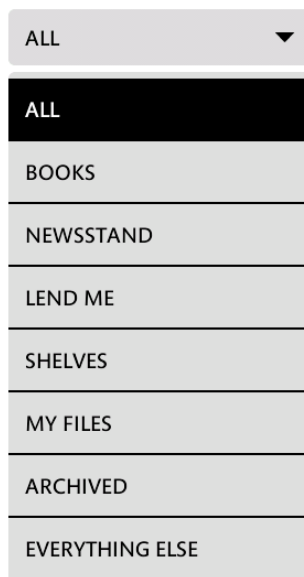 ALL
ALL
BOOKS
NEWSSTAND
LEND ME
SHELVES
MY FILES
ARCHIVED
EVERYTHING ELSE